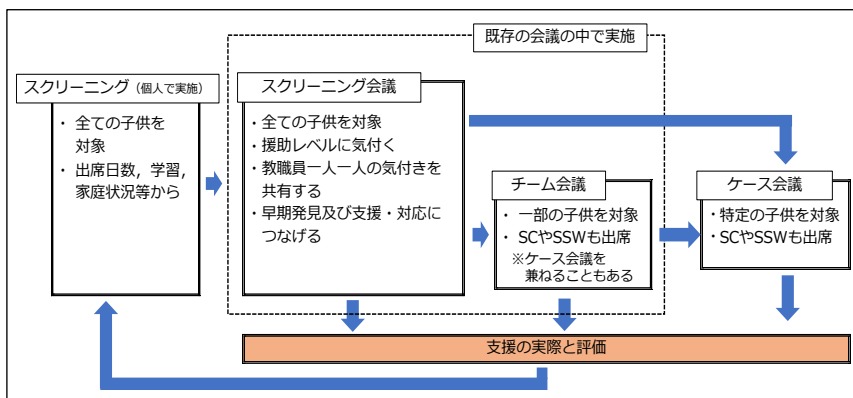 既存の会議の中で実施
スクリーニング（個人で実施）
・ 全ての子供を
対象
・ 出席日数，学習，
家庭状況等から
スクリーニング会議
・全ての子供を対象
・援助レベルに気付く
・教職員一人一人の気付きを
共有する
・早期発見及び支援・対応に
つなげる
チーム会議
・ 一部の子供を対象
・ SCやSSWも出席
※ケース会議を
兼ねることもある
ケース会議
・特定の子供を対象
・SCやSSWも出席
支援の実際と評価